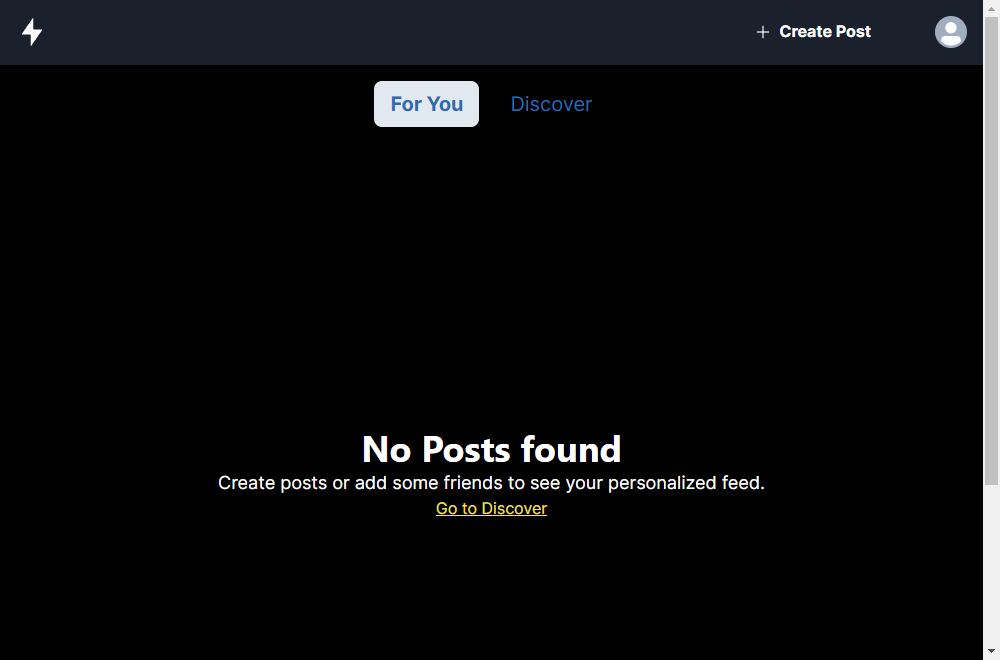 Create Post
For You
Discover
No Posts found
Create posts or add some friends to see your personalized feed.
Go to Discover